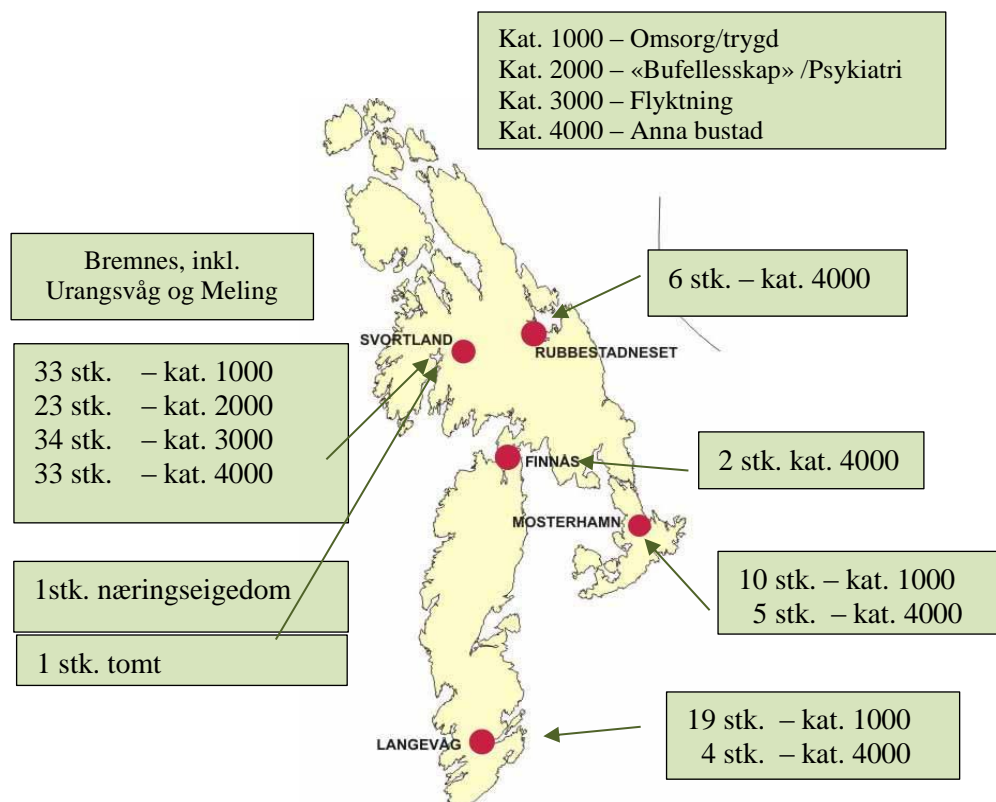 Kat. 1000 – Omsorg/trygd
Kat. 2000 – «Bufellesskap» /Psykiatri
Kat. 3000 – Flyktning
Kat. 4000 – Anna bustad
Bremnes, inkl.
Urangsvåg og Meling
6 stk. – kat. 4000
SVORTLAND
RUBBESTADNESET
33 stk. – kat. 1000
23 stk. – kat. 2000
34 stk. – kat. 3000
33 stk. – kat. 4000
FINNÅS
2 stk. kat. 4000
MOSTERHAMN
1stk. næringseigedom
1 stk. tomt
10 stk. – kat. 1000
5 stk. – kat. 4000
LANGEVÅG
19 stk. – kat. 1000
4 stk. – kat. 4000